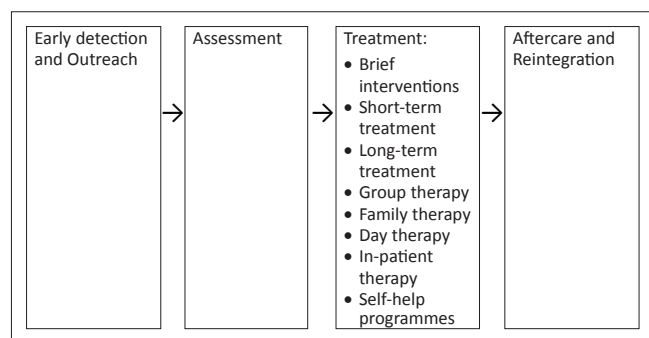 Early detection
and Outreach
Assessment
Treatment:
• Brief
interventions
• Short-term
treatment
• Long-term
treatment
• Group therapy
• Family therapy
• Day therapy
• In-patient
therapy
• Self-help
programmes
Aftercare and
Reintegration